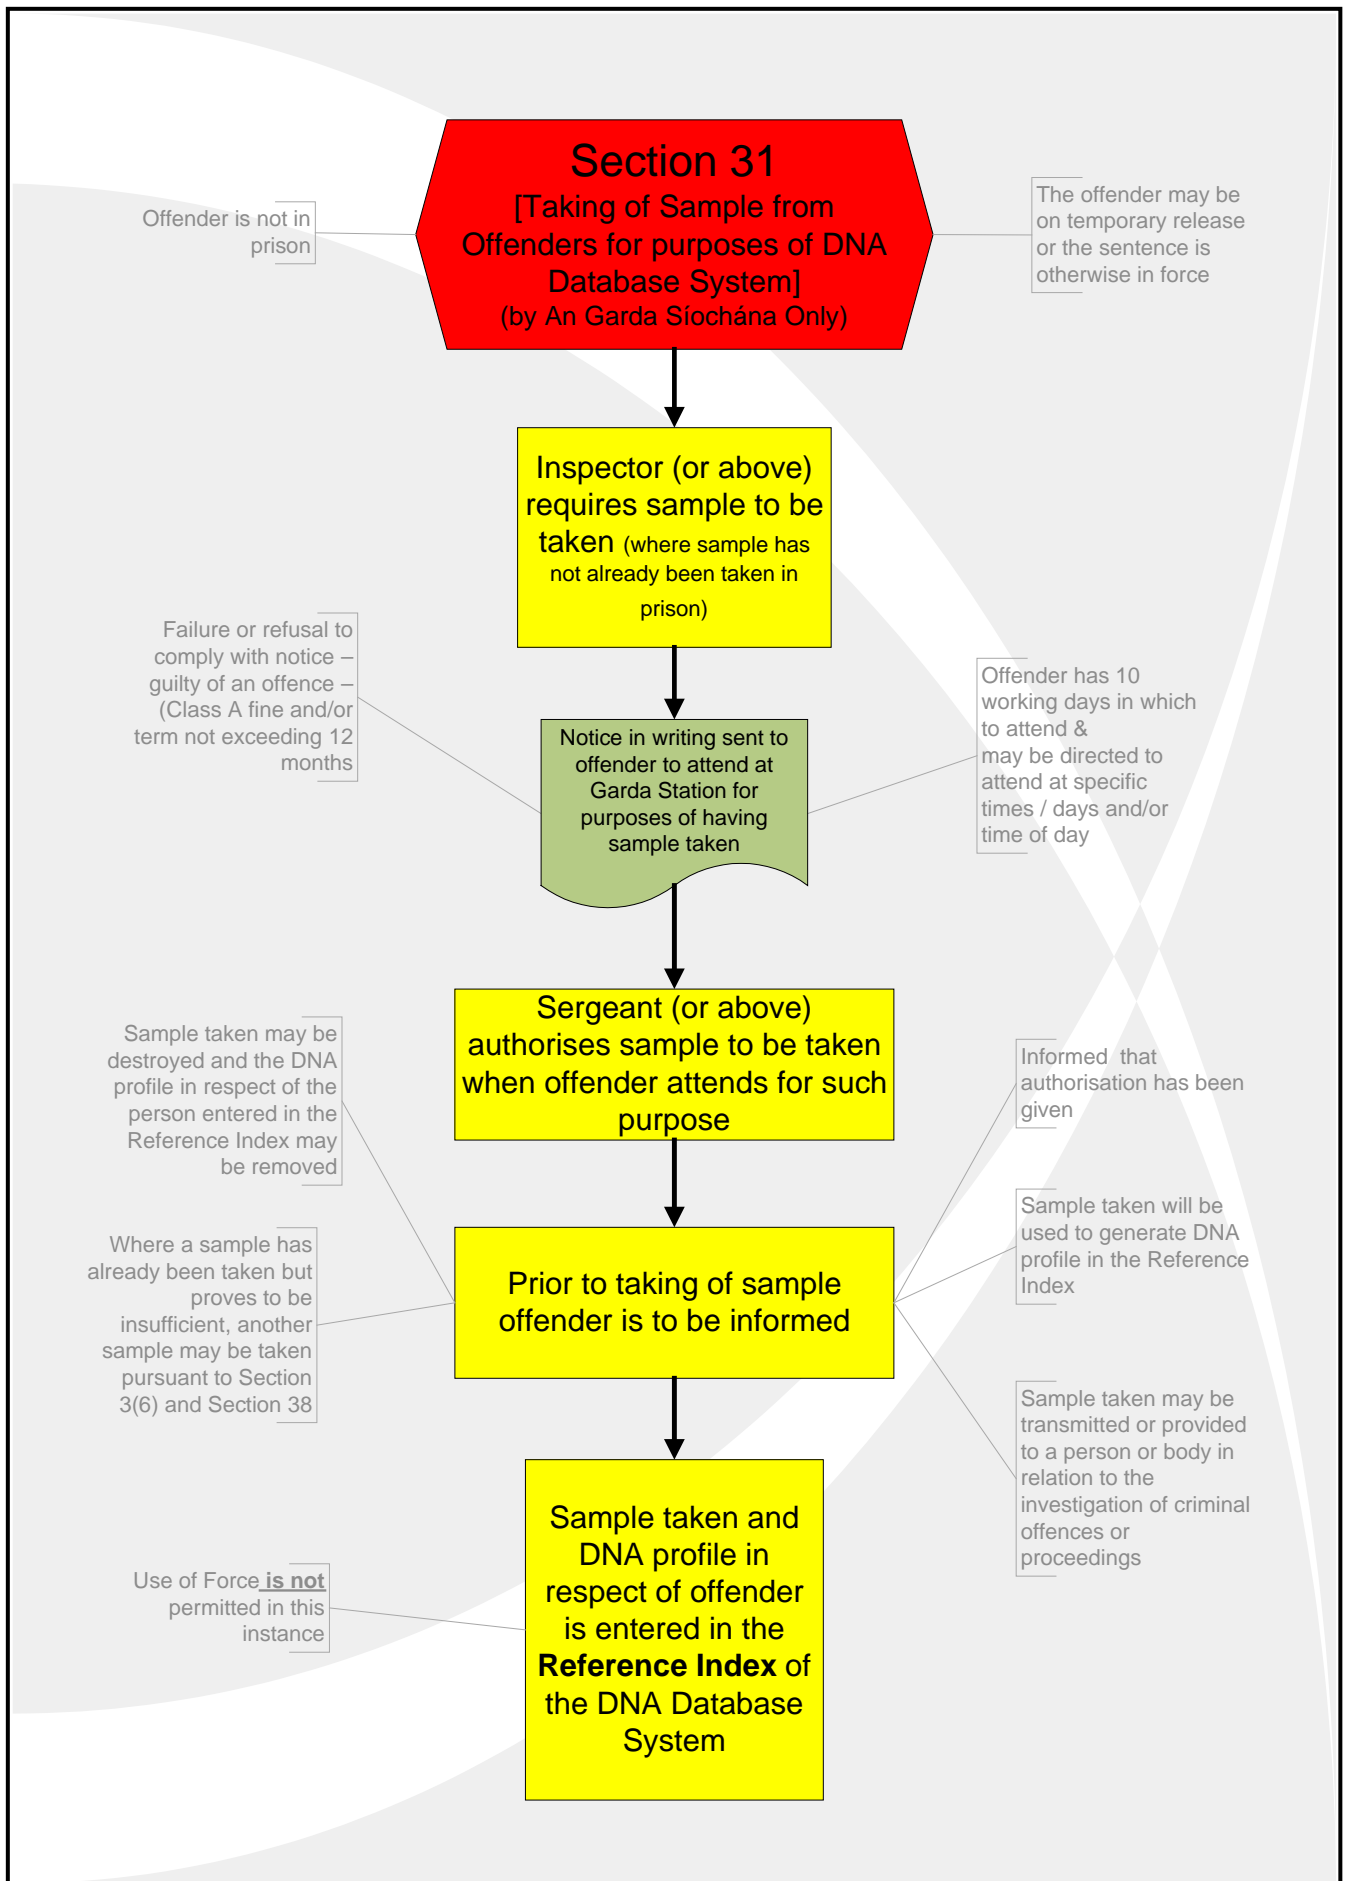 Section 31
[Taking of Sample from
Offenders for purposes of DNA
Database System]
(by An Garda Síochána Only)
Offender is not in
prison
The offender may be
on temporary release
or the sentence is
otherwise in force
Inspector (or above)
requires sample to be
taken (where sample has
not already been taken in
prison)
Failure or refusal to
comply with notice –
guilty of an offence –
(Class A fine and/or
term not exceeding 12
months
Notice in writing sent to
offender to attend at
Garda Station for
purposes of having
sample taken
Offender has 10
working days in which
to attend &
may be directed to
attend at specific
times / days and/or
time of day
Sergeant (or above)
authorises sample to be taken
when offender attends for such
purpose
Sample taken may be
destroyed and the DNA
profile in respect of the
person entered in the
Reference Index may
be removed
Informed that
authorisation has been
given
Where a sample has
already been taken but
proves to be
insufficient, another
sample may be taken
pursuant to Section
3(6) and Section 38
Prior to taking of sample
offender is to be informed
Sample taken will be
used to generate DNA
profile in the Reference
Index
Sample taken may be
transmitted or provided
to a person or body in
relation to the
investigation of criminal
offences or
proceedings
Use of Force is not
permitted in this
instance
Sample taken and
DNA profile in
respect of offender
is entered in the
Reference Index of
the DNA Database
System